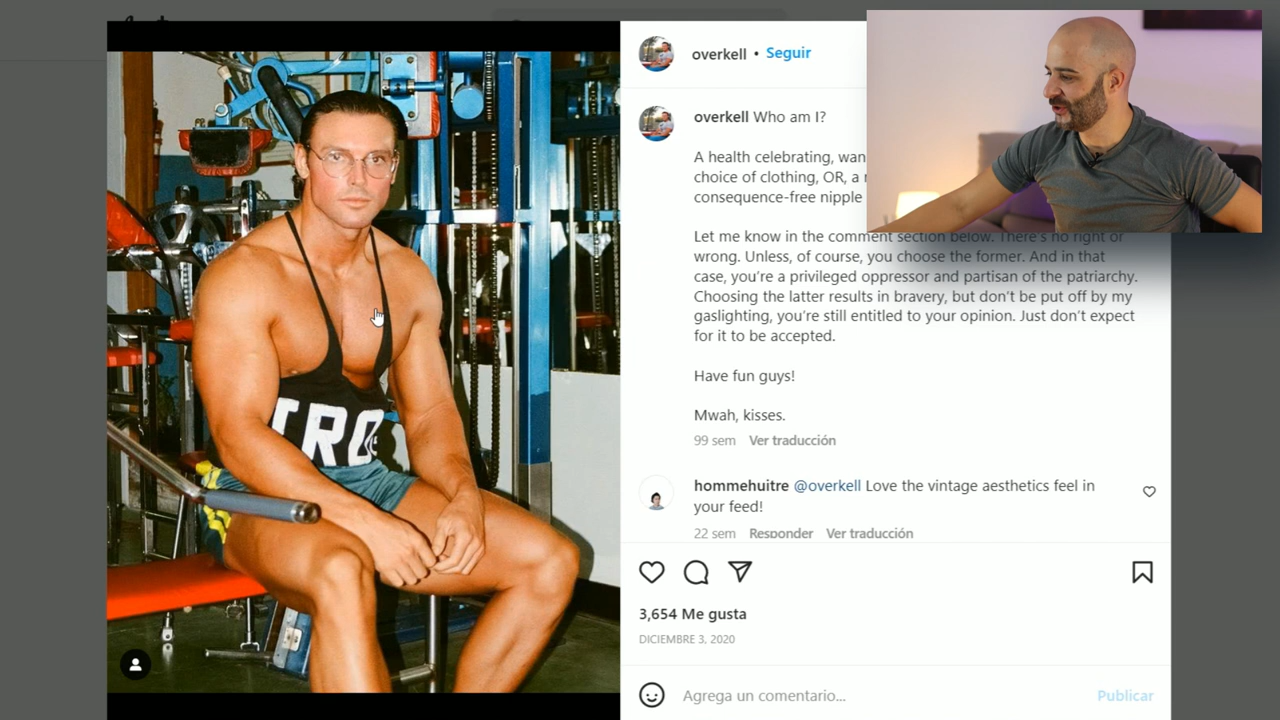 overkell • Seguir
overkell Who am I?
A health celebrating,
choice of clothing, OR, a
consequence-free nipple
Let me know in the comment section below. There's no right or
wrong. Unless, of course, you choose the former. And in that
case, you're a privileged oppressor and partisan of the patriarchy.
Choosing the latter results in bravery, but don't be put off by my
gaslighting, you're still entitled to your opinion. Just don't expect
for it to be accepted.
Have fun guys!
Mwah, kisses.
99 sem Ver traducción
hommehuitre @overkell Love the vintage aesthetics feel in
your feed!
22 sem Responder Ver traducción
3,654 Me gusta
DICIEMBRE 3, 2020
Agrega un comentario...
Publicar